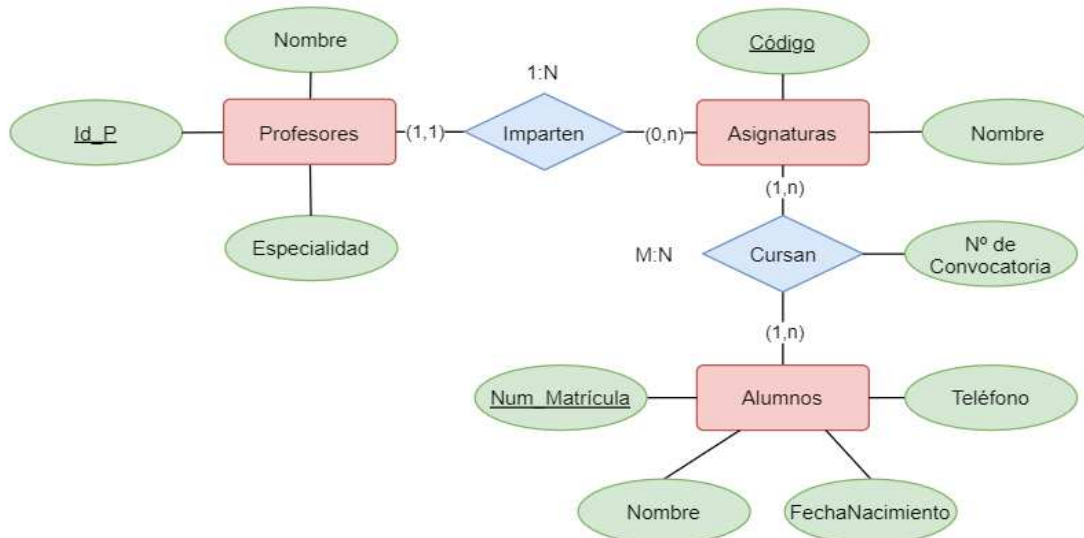 Nombre
Código
1:N
Id_P
Profesores
(1,1)
Imparten
(0,n)
Asignaturas
Nombre
(1,n)
Especialidad
M:N
Cursan
Nº de
Convocatoria
(1,n)
Num_Matrícula
Alumnos
Teléfono
Nombre
FechaNacimiento